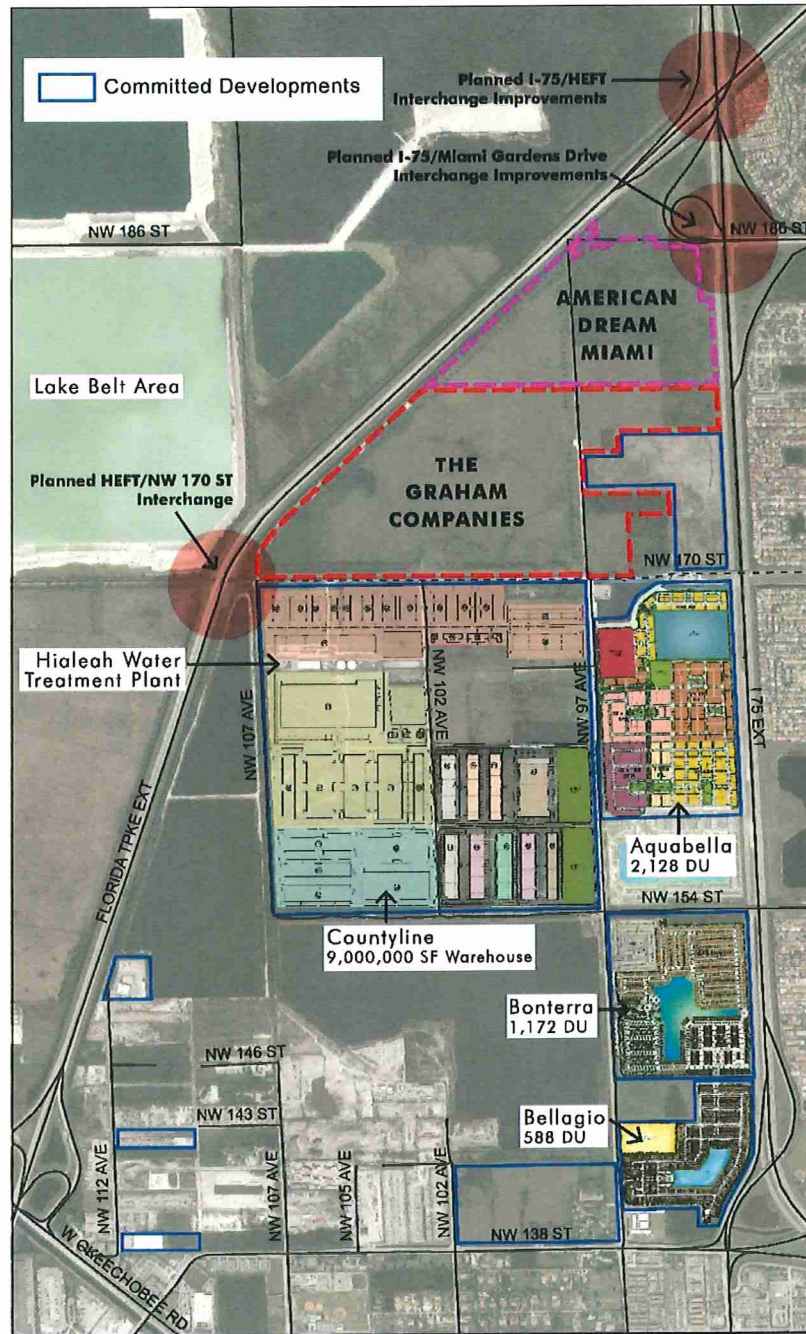 Committed Developments
Planned I-75/HEFT
Interchange Improvements
Planned I-75/Miami Gardens Drive
Interchange Improvements
NW 186 ST
NW 186 ST
AMERICAN
DREAM
MIAMI
Lake Belt Area
Planned HEFT/NW 170 ST
Interchange
THE
GRAHAM
COMPANIES
NW 170 ST
Hialeah Water
Treatment Plant
NW 107 AVE
NW 102 AVE
NW 97 AVE
I 75 EXT
FLORIDA TPKE EXT
Aquabella
2,128 DU
NW 154 ST
Countyline
9,000,000 SF Warehouse
Bonterra
1,172 DU
NW 146 ST
NW 143 ST
Bellagio
588 DU
NW 112 AVE
NW 107 AVE
NW 105 AVE
NW 102 AVE
NW 138 ST
W OKEECHOBEE RD